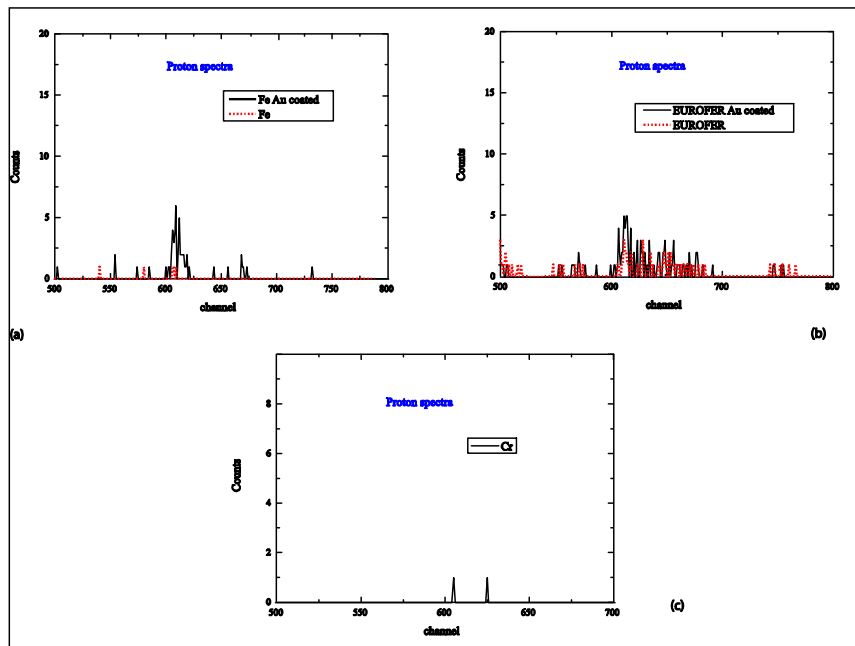 20
15
10
5
0
Counts
Proton spectra
Fe Au coated
Fe
500 550 600 650 700 750 800
channel
(a)
20
15
10
5
0
Counts
Proton spectra
EUROFER Au coated
EUROFER
500 600 700 800
channel
(b)
8
6
4
2
0
Counts
Proton spectra
Cr
500 550 600 650 700
channel
(c)